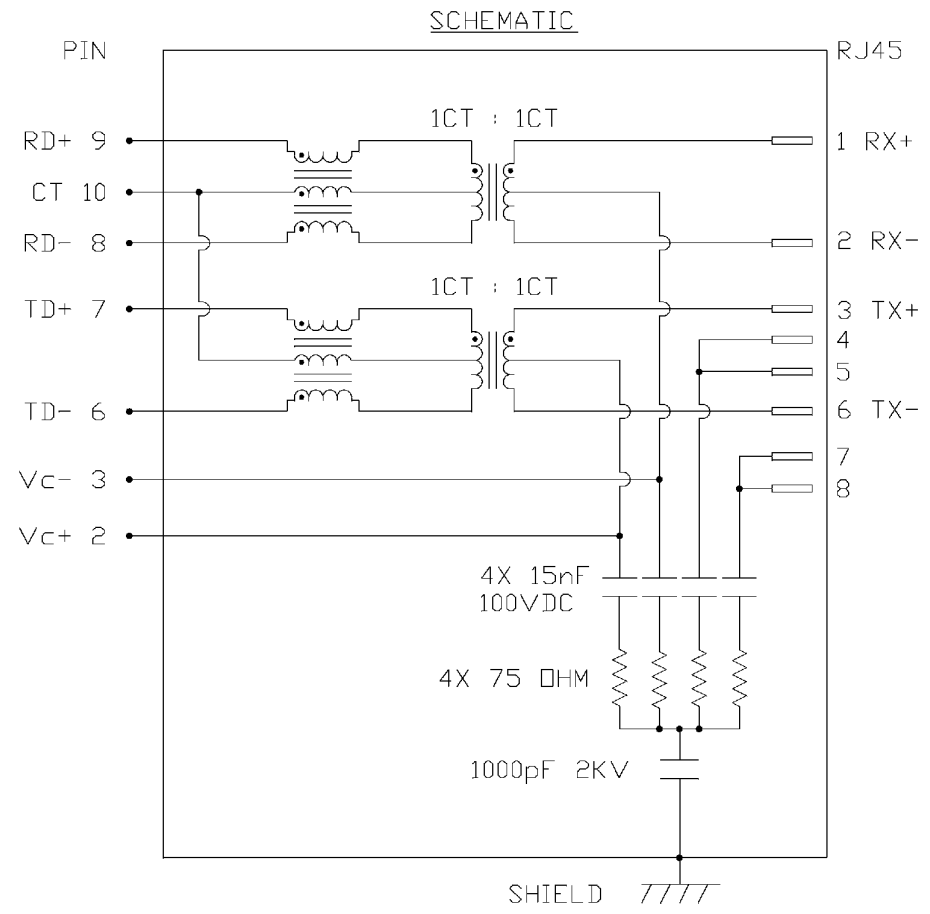 SCHEMATIC
PIN
RJ45
1CT : 1CT
RD+ 9
1 RX+
CT 10
RD- 8
2 RX-
1CT : 1CT
TD+ 7
3 TX+
4
5
TD- 6
6 TX-
7
Vc- 3
8
Vc+ 2
4X 15nF
100VDC
4X 75 OHM
1000pF 2KV
SHIELD